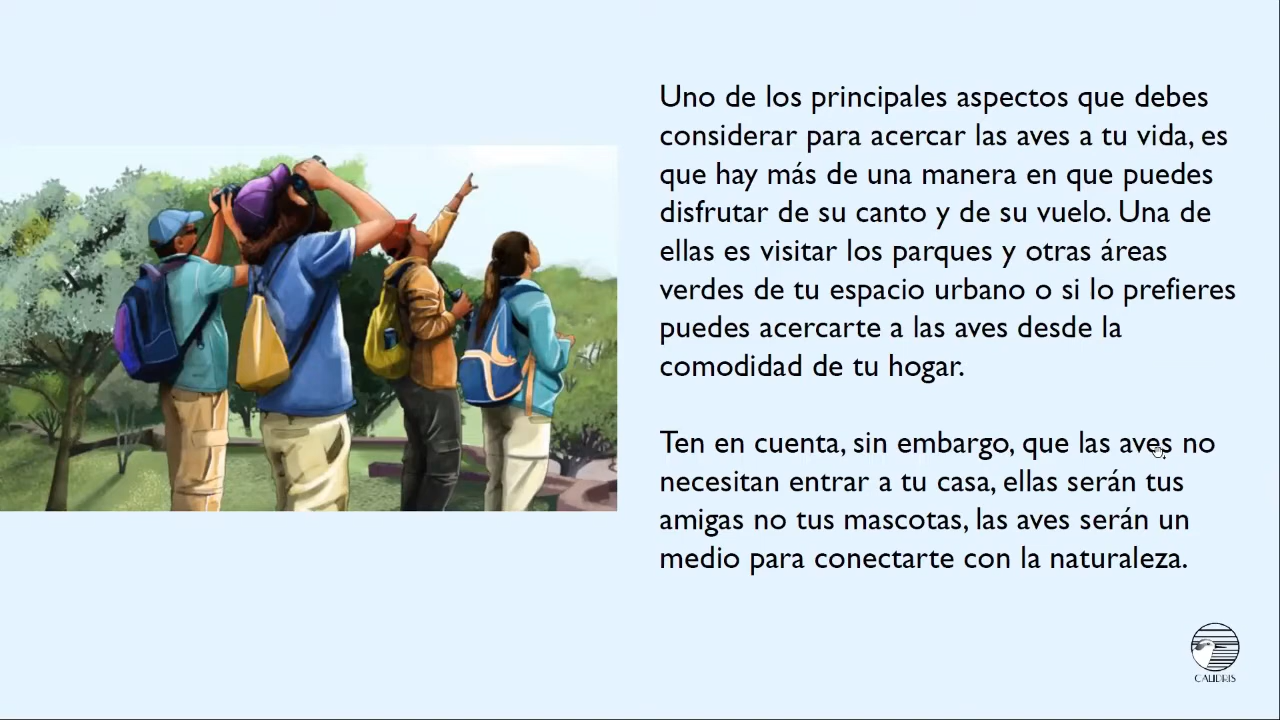 Uno de los principales aspectos que debes
considerar para acercar las aves a tu vida, es
que hay más de una manera en que puedes
disfrutar de su canto y de su vuelo. Una de
ellas es visitar los parques y otras áreas
verdes de tu espacio urbano o si lo prefieres
puedes acercarte a las aves desde la
comodidad de tu hogar.
Ten en cuenta, sin embargo, que las aves no
necesitan entrar a tu casa, ellas serán tus
amigas no tus mascotas, las aves serán un
medio para conectarte con la naturaleza.
CALIDRIS